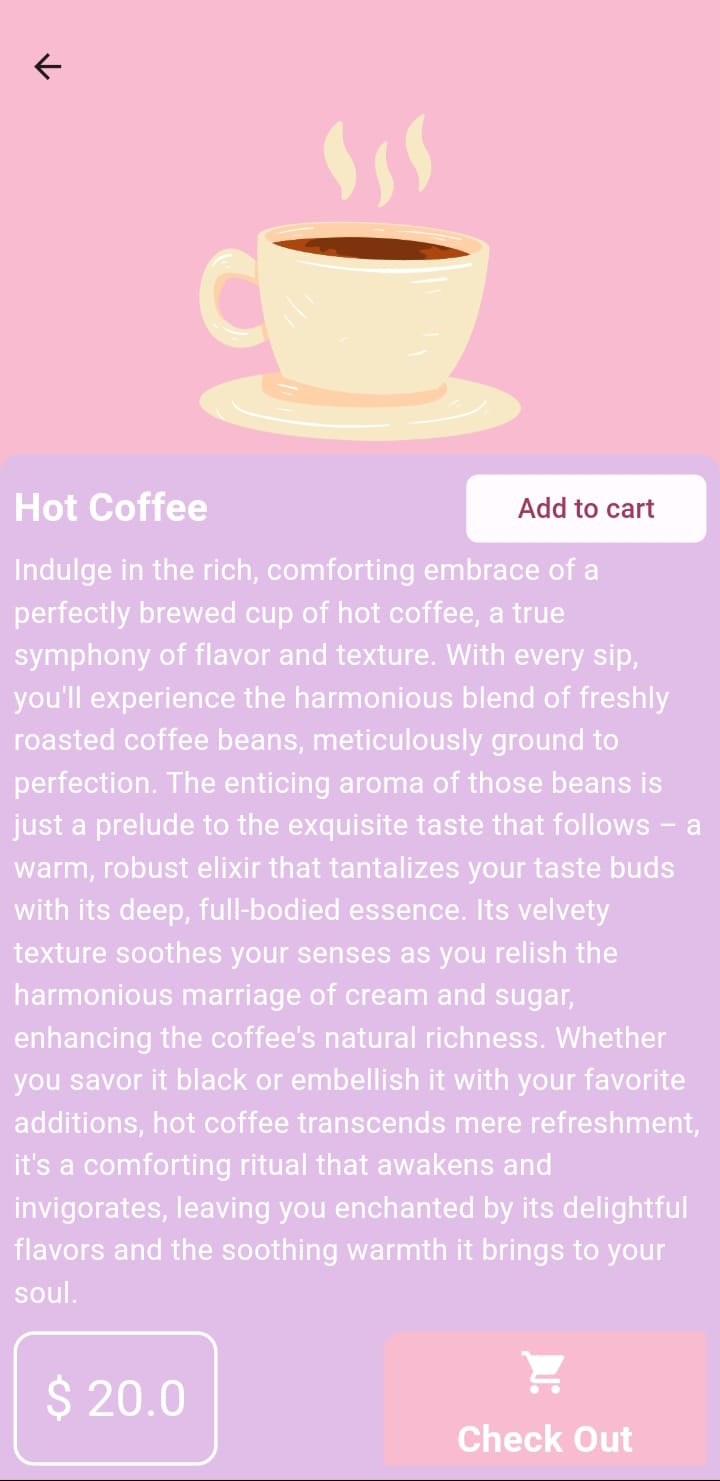 Hot Coffee
Add to cart
Indulge in the rich, comforting embrace of a
perfectly brewed cup of hot coffee, a true
symphony of flavor and texture. With every sip,
you'll experience the harmonious blend of freshly
roasted coffee beans, meticulously ground to
perfection. The enticing aroma of those beans is
just a prelude to the exquisite taste that follows – a
warm, robust elixir that tantalizes your taste buds
with its deep, full-bodied essence. Its velvety
texture soothes your senses as you relish the
harmonious marriage of cream and sugar,
enhancing the coffee's natural richness. Whether
you savor it black or embellish it with your favorite
additions, hot coffee transcends mere refreshment,
it's a comforting ritual that awakens and
invigorates, leaving you enchanted by its delightful
flavors and the soothing warmth it brings to your
soul.
$ 20.0
Check Out